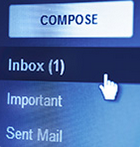 COMPOSE
Inbox (1)
Important
Sent Mail